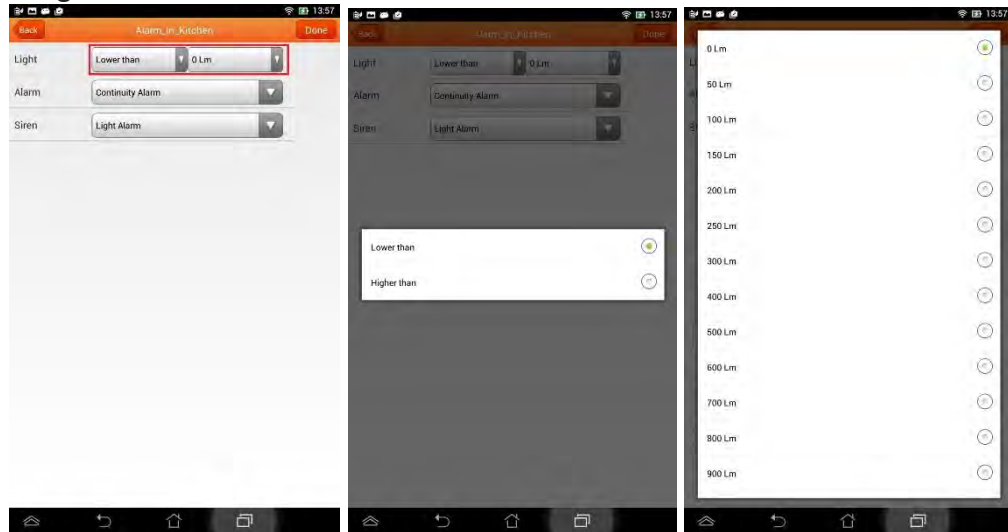 13:57
Back Alarm_in_Kitchen Done
Light Lower than 0 Lm
Alarm Continuity Alarm
Siren Light Alarm
13:57
Back Alarm_in_Kitchen Done
Light Lower than 0 Lm
Alarm Continuity Alarm
Siren Light Alarm
Lower than
Higher than
13:57
0 Lm
50 Lm
100 Lm
150 Lm
200 Lm
250 Lm
300 Lm
400 Lm
500 Lm
600 Lm
700 Lm
800 Lm
900 Lm